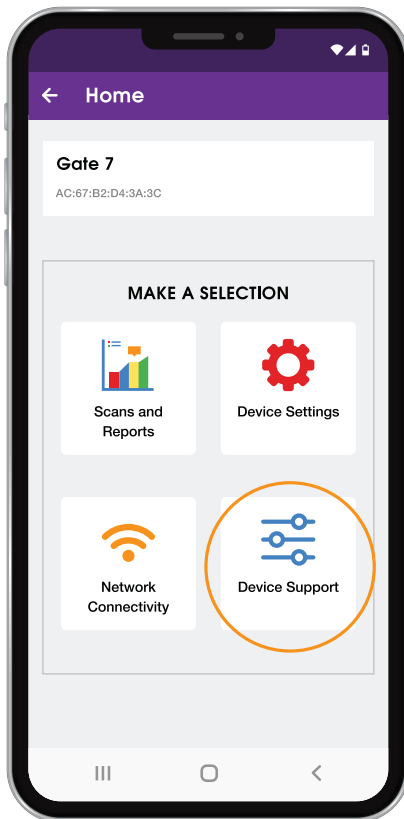 Home
Gate 7
AC:67:B2:D4:3A:3C
MAKE A SELECTION
Scans and
Reports
Device Settings
Network
Connectivity
Device Support